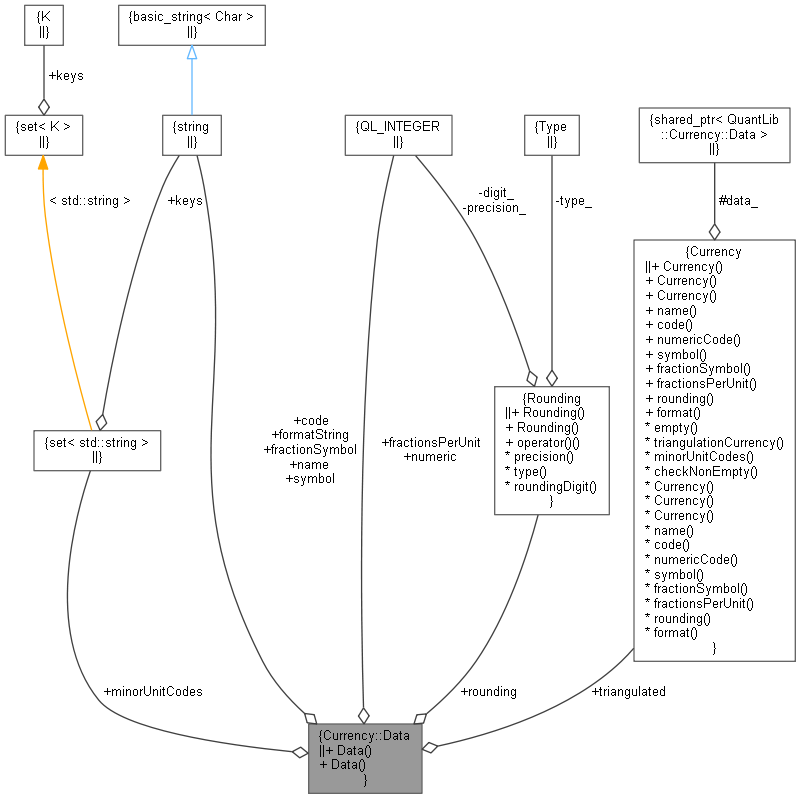 {K
||}
{basic_string< Char >
||}
+keys
{set< K >
||}
{string
||}
{QL_INTEGER
||}
{Type
||}
{shared_ptr< QuantLib
::Currency::Data >
||}
< std::string >
+keys
-digit_
-precision_
-type_
#data_
{Currency
||+ Currency()
+ Currency()
+ Currency()
+ name()
+ code()
+ numericCode()
+ symbol()
+ fractionSymbol()
+ fractionsPerUnit()
+ rounding()
+ format()
* empty()
* triangulationCurrency()
* minorUnitCodes()
* checkNonEmpty()
* Currency()
* Currency()
* Currency()
* name()
* code()
* numericCode()
* symbol()
* fractionSymbol()
* fractionsPerUnit()
* rounding()
* format()
}
{set< std::string >
||}
+code
+formatString
+fractionSymbol
+name
+symbol
+fractionsPerUnit
+numeric
{Rounding
||+ Rounding()
+ Rounding()
+ operator()()
* precision()
* type()
* roundingDigit()
}
+minorUnitCodes
+rounding
+triangulated
{Currency::Data
||+ Data()
+ Data()
}